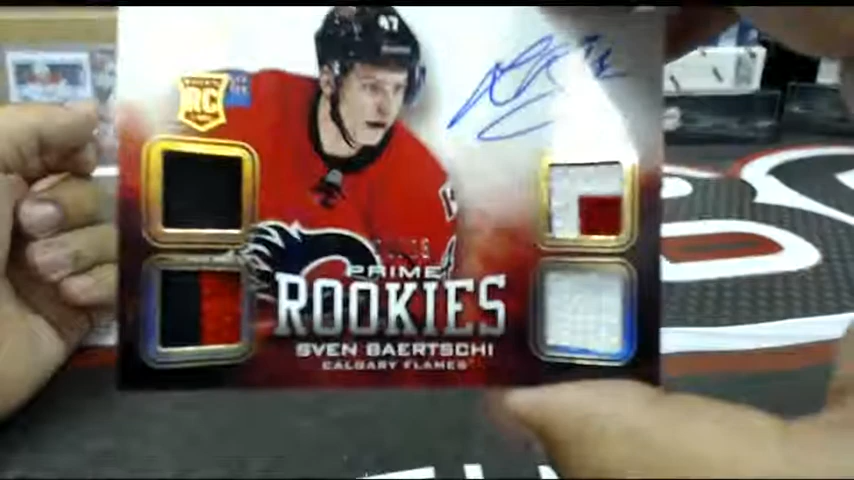 47
RC
PRIME
ROOKIES
SVEN BAERTSCHI
CALGARY FLAMES